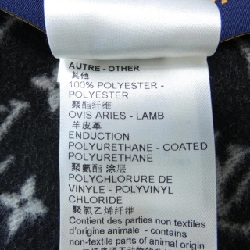 AUTRE - OTHER
其他
100% POLYESTER -
POLYESTER
聚酯纤维
OVIS ARIES - LAMB
羊皮革
ENDUCTION
POLYURETHANE - COATED
POLYURETHANE
聚氨酯 涂层
POLYCHLORURE DE
VINYLE - POLYVINYL
CHLORIDE
聚氯乙烯纤维
Contient des parties non textiles
d'origine animale - contains
non-textile parts of animal origin